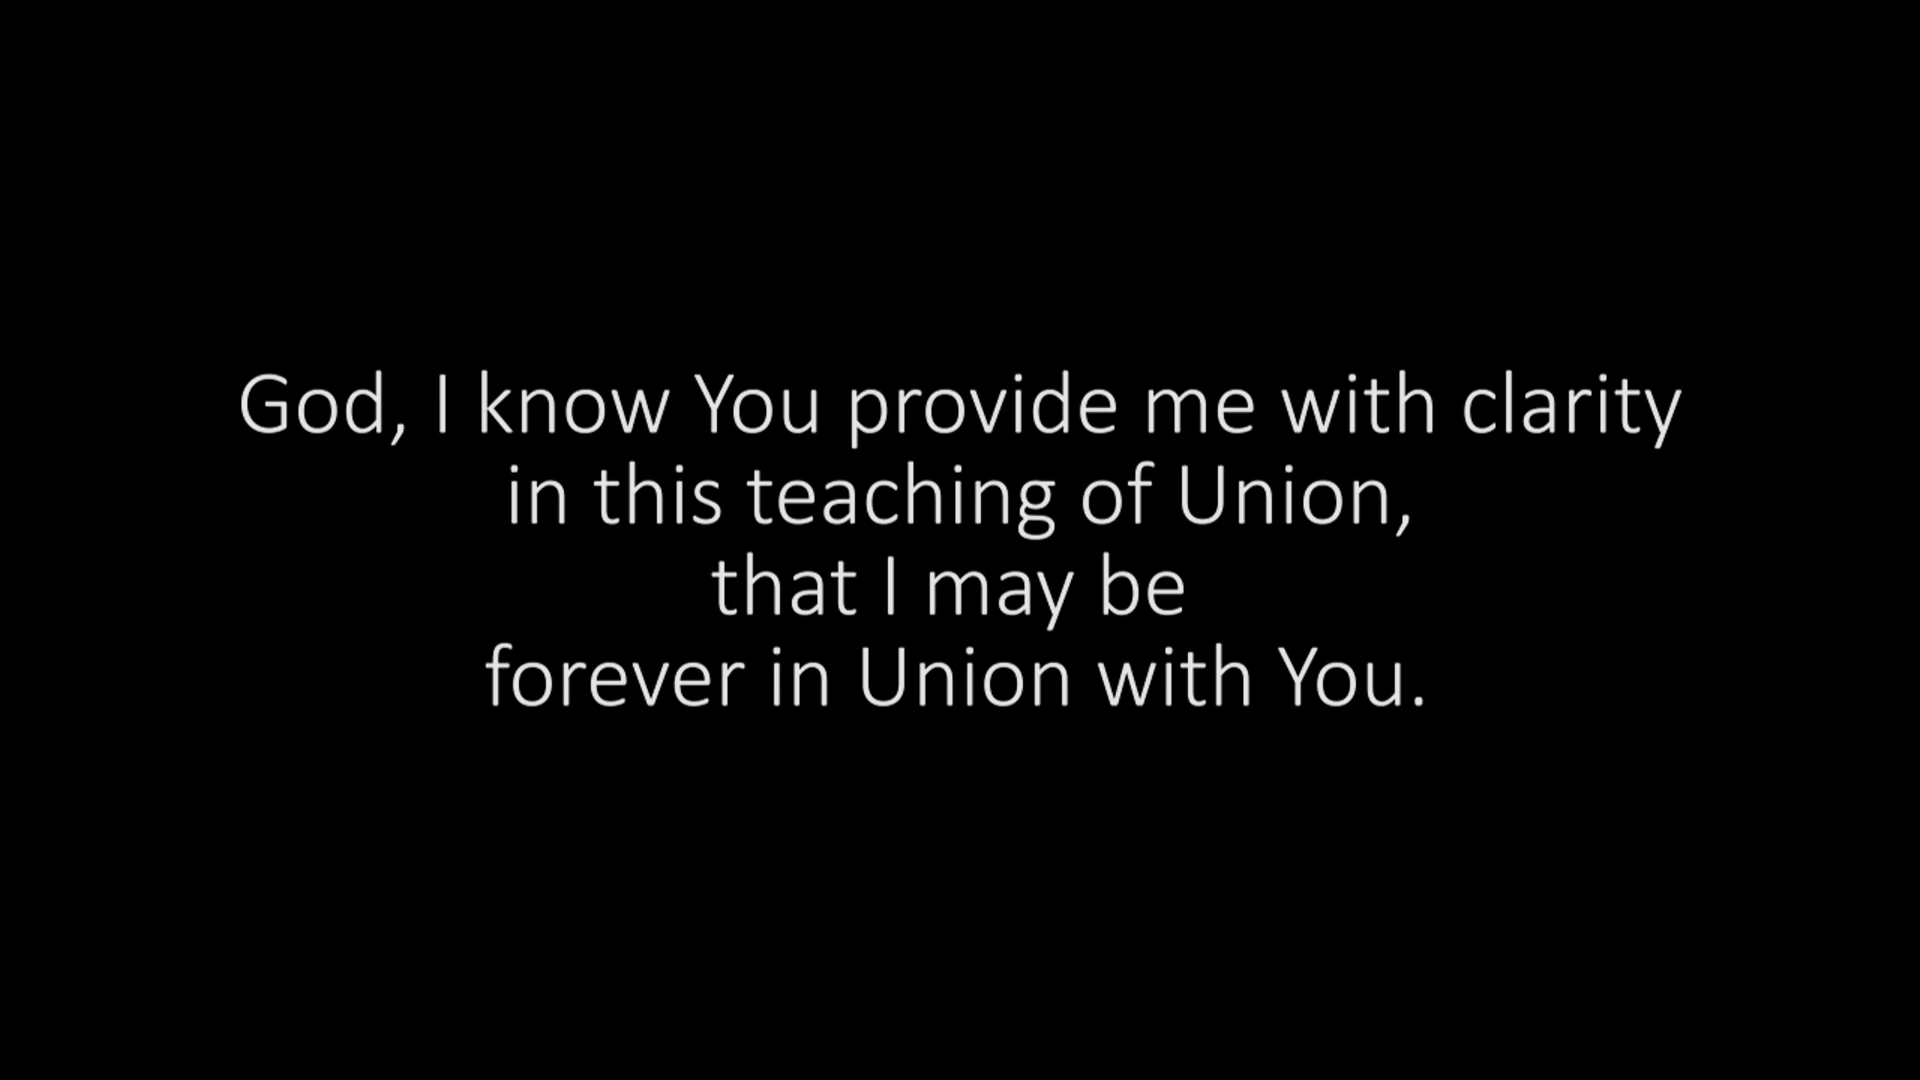 God, I know You provide me with clarity
in this teaching of Union,
that I may be
forever in Union with You.